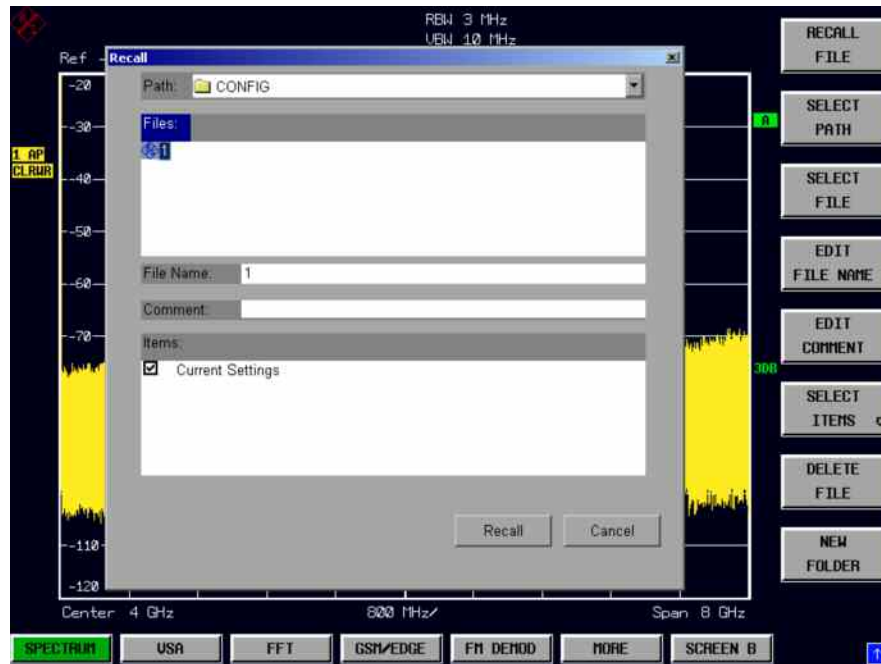 RBW 3 MHz
VBW 10 MHz
Ref -
Recall
Path: CONFIG
Files:
1
File Name: 1
Comment:
Items:
Current Settings
Recall
Cancel
-20
-30
-40
-50
-60
-70
-110
-120
1 AP
CLRWR
A
3DB
Center 4 GHz
800 MHz/
Span 8 GHz
RECALL
FILE
SELECT
PATH
SELECT
FILE
EDIT
FILE NAME
EDIT
COMMENT
SELECT
ITEMS
DELETE
FILE
NEW
FOLDER
SPECTRUM
VSA
FFT
GSM/EDGE
FM DEMOD
MORE
SCREEN B